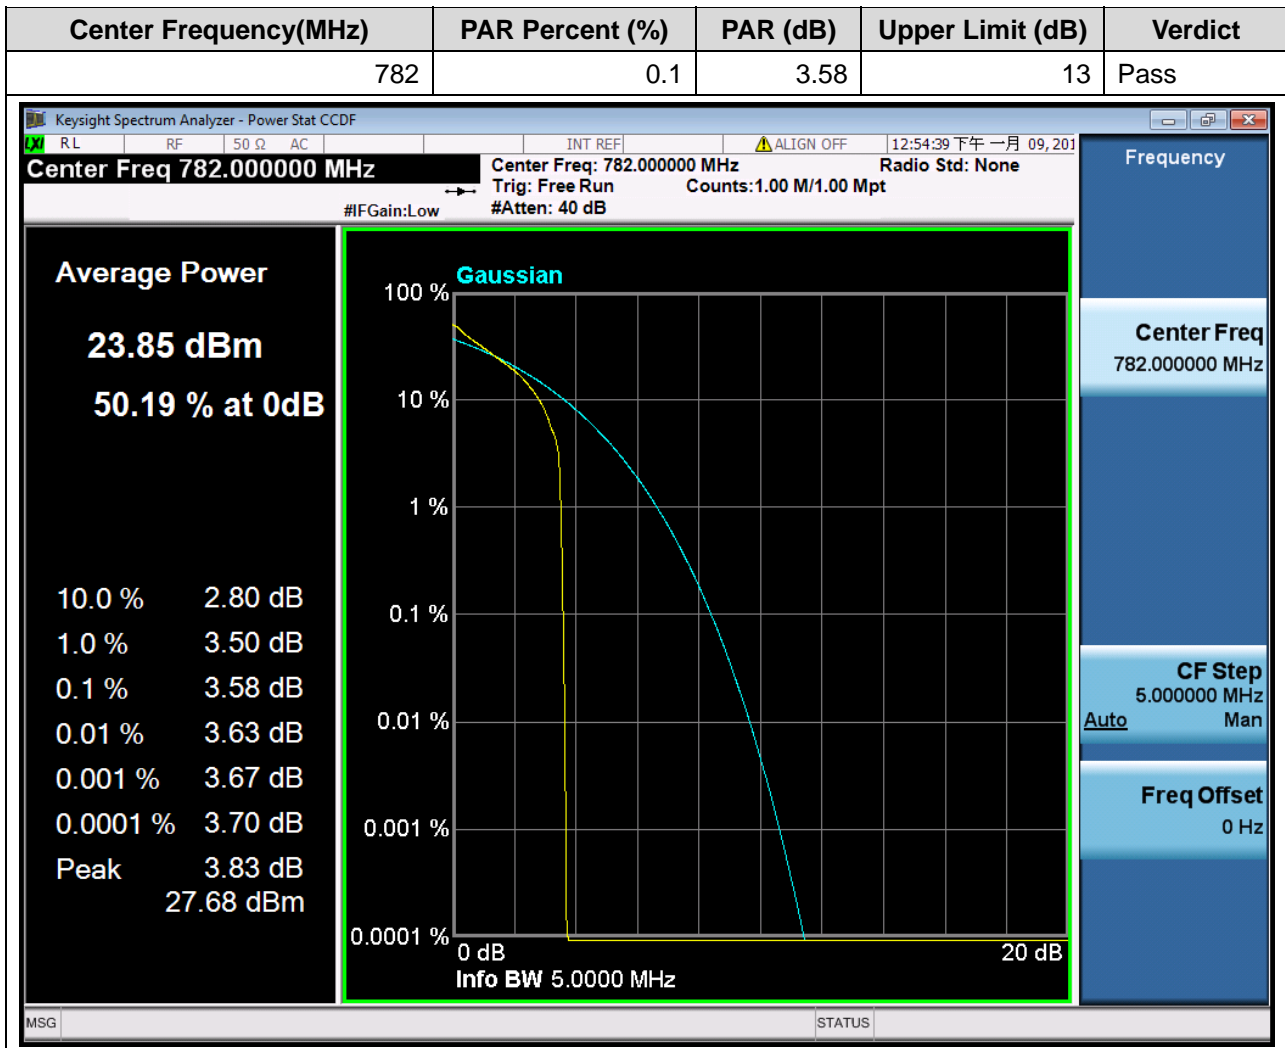 Center Frequency(MHz) PAR Percent (%) PAR (dB) Upper Limit (dB) Verdict
782 0.1 3.58 13 Pass
Keysight Spectrum Analyzer - Power Stat CCDF
LXI RL RF 50 Ω AC INT REF ALIGN OFF 12:54:39 下午 一月 09, 201
Center Freq 782.000000 MHz
Center Freq: 782.000000 MHz Radio Std: None
Trig: Free Run Counts:1.00 M/1.00 Mpt
#IFGain:Low #Atten: 40 dB
Average Power
23.85 dBm
50.19 % at 0dB
10.0 % 2.80 dB
1.0 % 3.50 dB
0.1 % 3.58 dB
0.01 % 3.63 dB
0.001 % 3.67 dB
0.0001 % 3.70 dB
Peak 3.83 dB
27.68 dBm
Gaussian
100 %
10 %
1 %
0.1 %
0.01 %
0.001 %
0.0001 %
0 dB 20 dB
Info BW 5.0000 MHz
Frequency
Center Freq
782.000000 MHz
CF Step
5.000000 MHz
Auto Man
Freq Offset
0 Hz
MSG STATUS